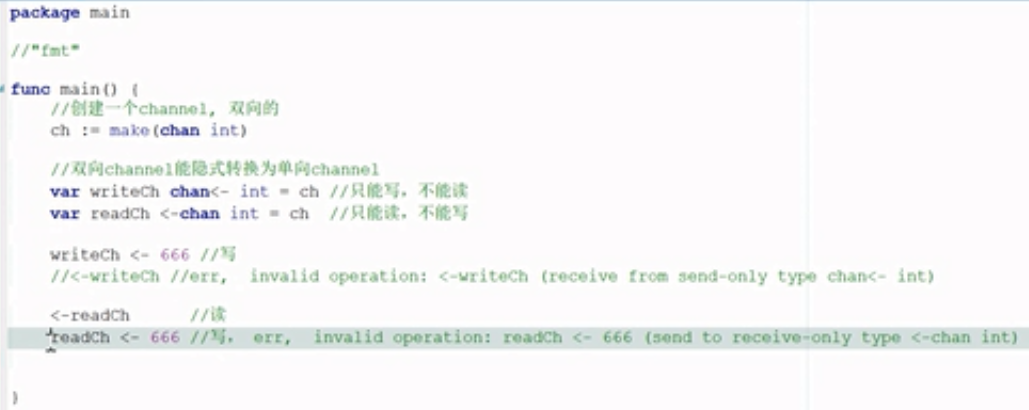 package main
//"fmt"
func main() {
//创建一个channel, 双向的
ch := make(chan int)
//双向channel能隐式转换为单向channel
var writeCh chan<- int = ch //只能写，不能读
var readCh <-chan int = ch //只能读，不能写
writeCh <- 666 //写
//<-writeCh //err, invalid operation: <-writeCh (receive from send-only type chan<- int)
<-readCh //读
readCh <- 666 //写， err, invalid operation: readCh <- 666 (send to receive-only type <-chan int)
}